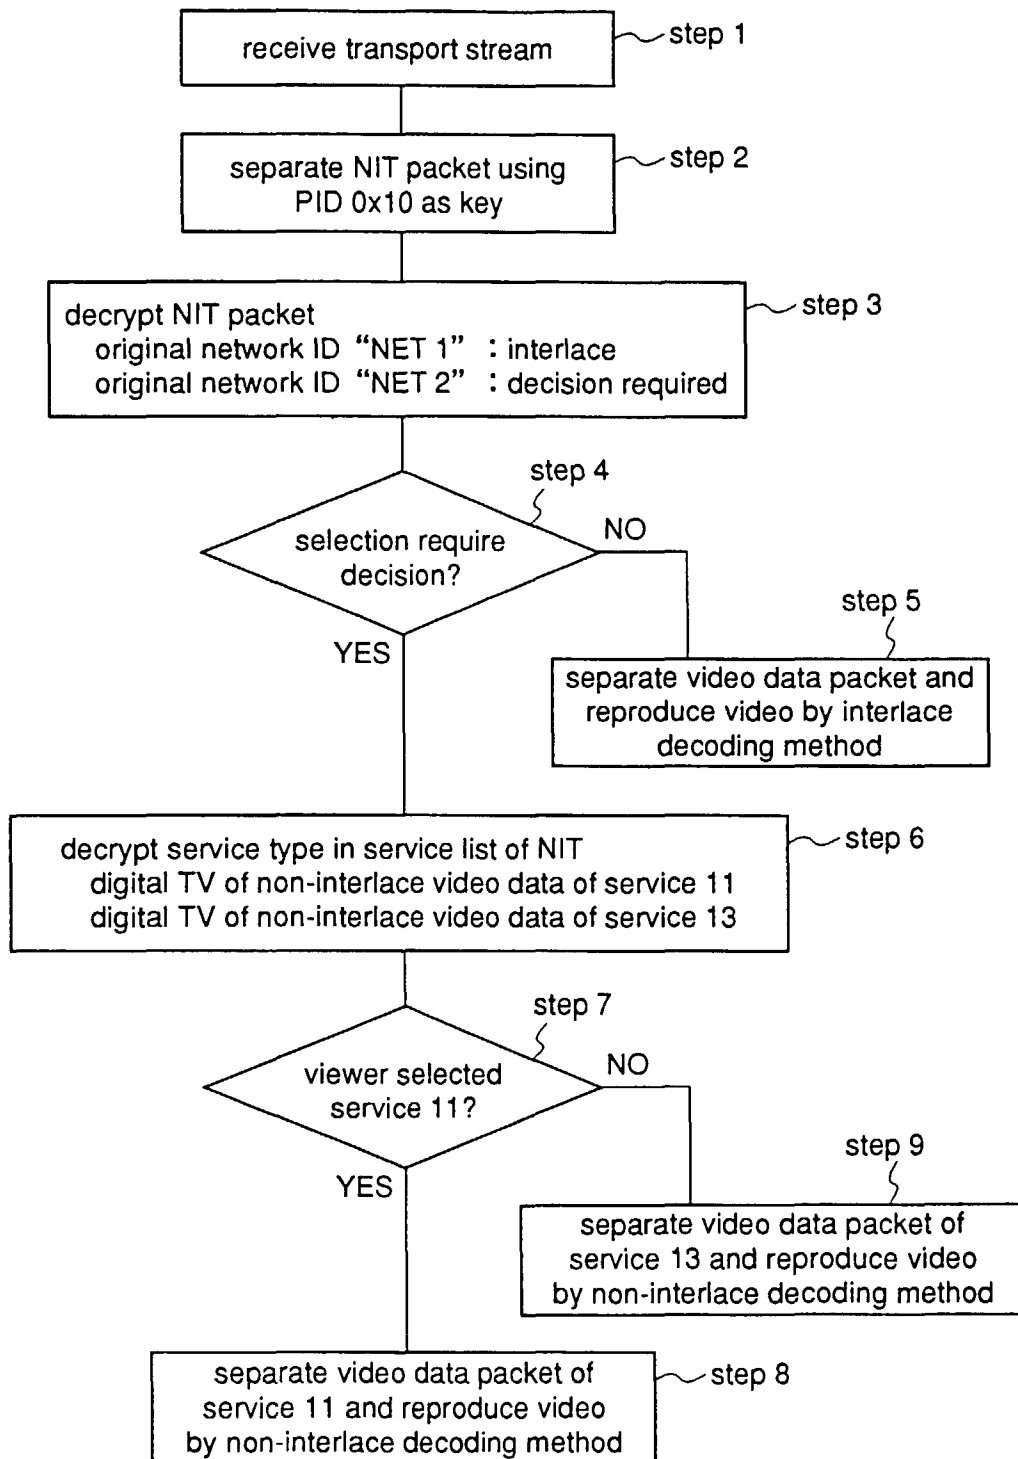 receive transport stream
step 1
separate NIT packet using
PID 0x10 as key
step 2
decrypt NIT packet
original network ID “NET 1” : interlace
original network ID “NET 2” : decision required
step 3
step 4
selection require
decision?
NO
YES
step 5
separate video data packet and
reproduce video by interlace
decoding method
decrypt service type in service list of NIT
digital TV of non-interlace video data of service 11
digital TV of non-interlace video data of service 13
step 6
step 7
viewer selected
service 11?
NO
YES
step 9
separate video data packet of
service 13 and reproduce video
by non-interlace decoding method
separate video data packet of
service 11 and reproduce video
by non-interlace decoding method
step 8